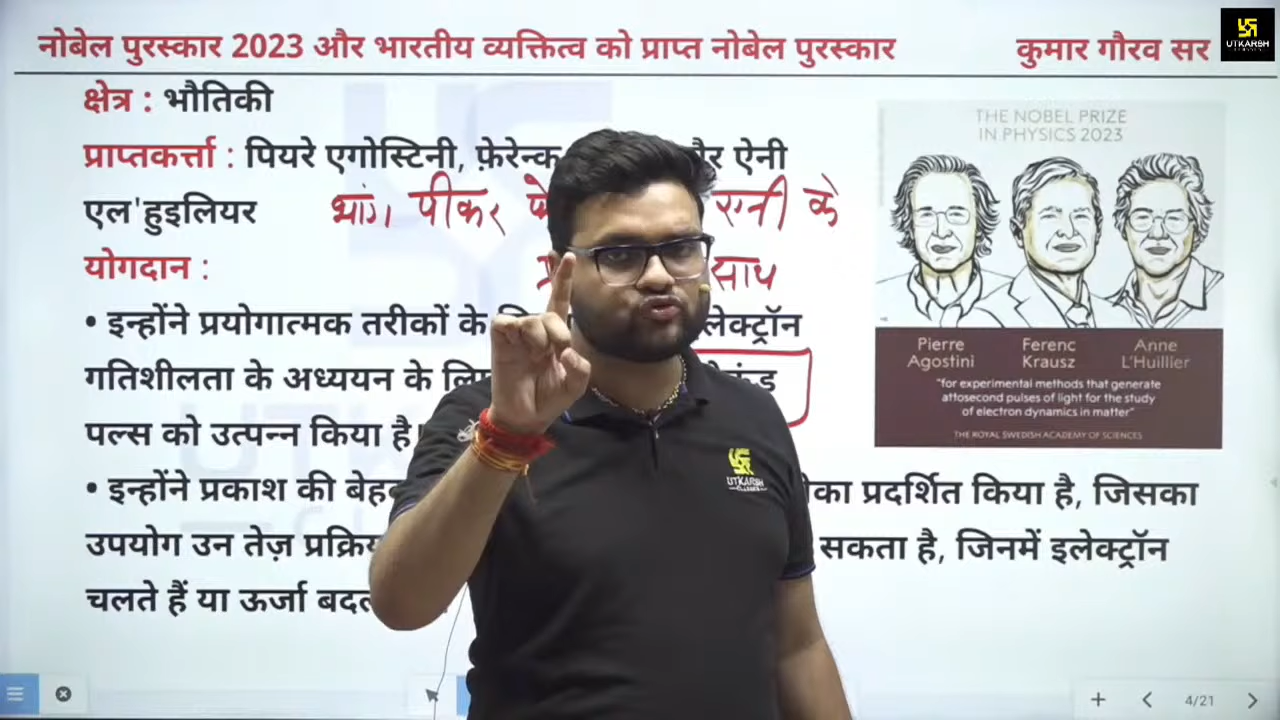 नोबेल पुरस्कार 2023 और भारतीय व्यक्तित्व को प्राप्त नोबेल पुरस्कार
कुमार गौरव सर
UTKARSH
क्षेत्र : भौतिकी
प्राप्तकर्त्ता : पियरे एगोस्टिनी, फ़ेरेन्क ऐनी
एल'हुइलियर
भांग पीकर के
योगदान :
साथ
• इन्होंने प्रयोगात्मक तरीकों के
गतिशीलता के अध्ययन के
पल्स को उत्पन्न किया है।
• इन्होंने प्रकाश की प्रदर्शित किया है, जिसका
उपयोग उन तेज़ सकता है, जिनमें इलेक्ट्रॉन
चलते हैं या ऊर्जा
THE NOBEL PRIZE
IN PHYSICS 2023
Pierre
Agostini
Ferenc
Krausz
Anne
L'Huillier
"for experimental methods that generate
attosecond pulses of light for the study
of electron dynamics in matter"
THE ROYAL SWEDISH ACADEMY OF SCIENCES
UTKARSH
CLASSES
4/21